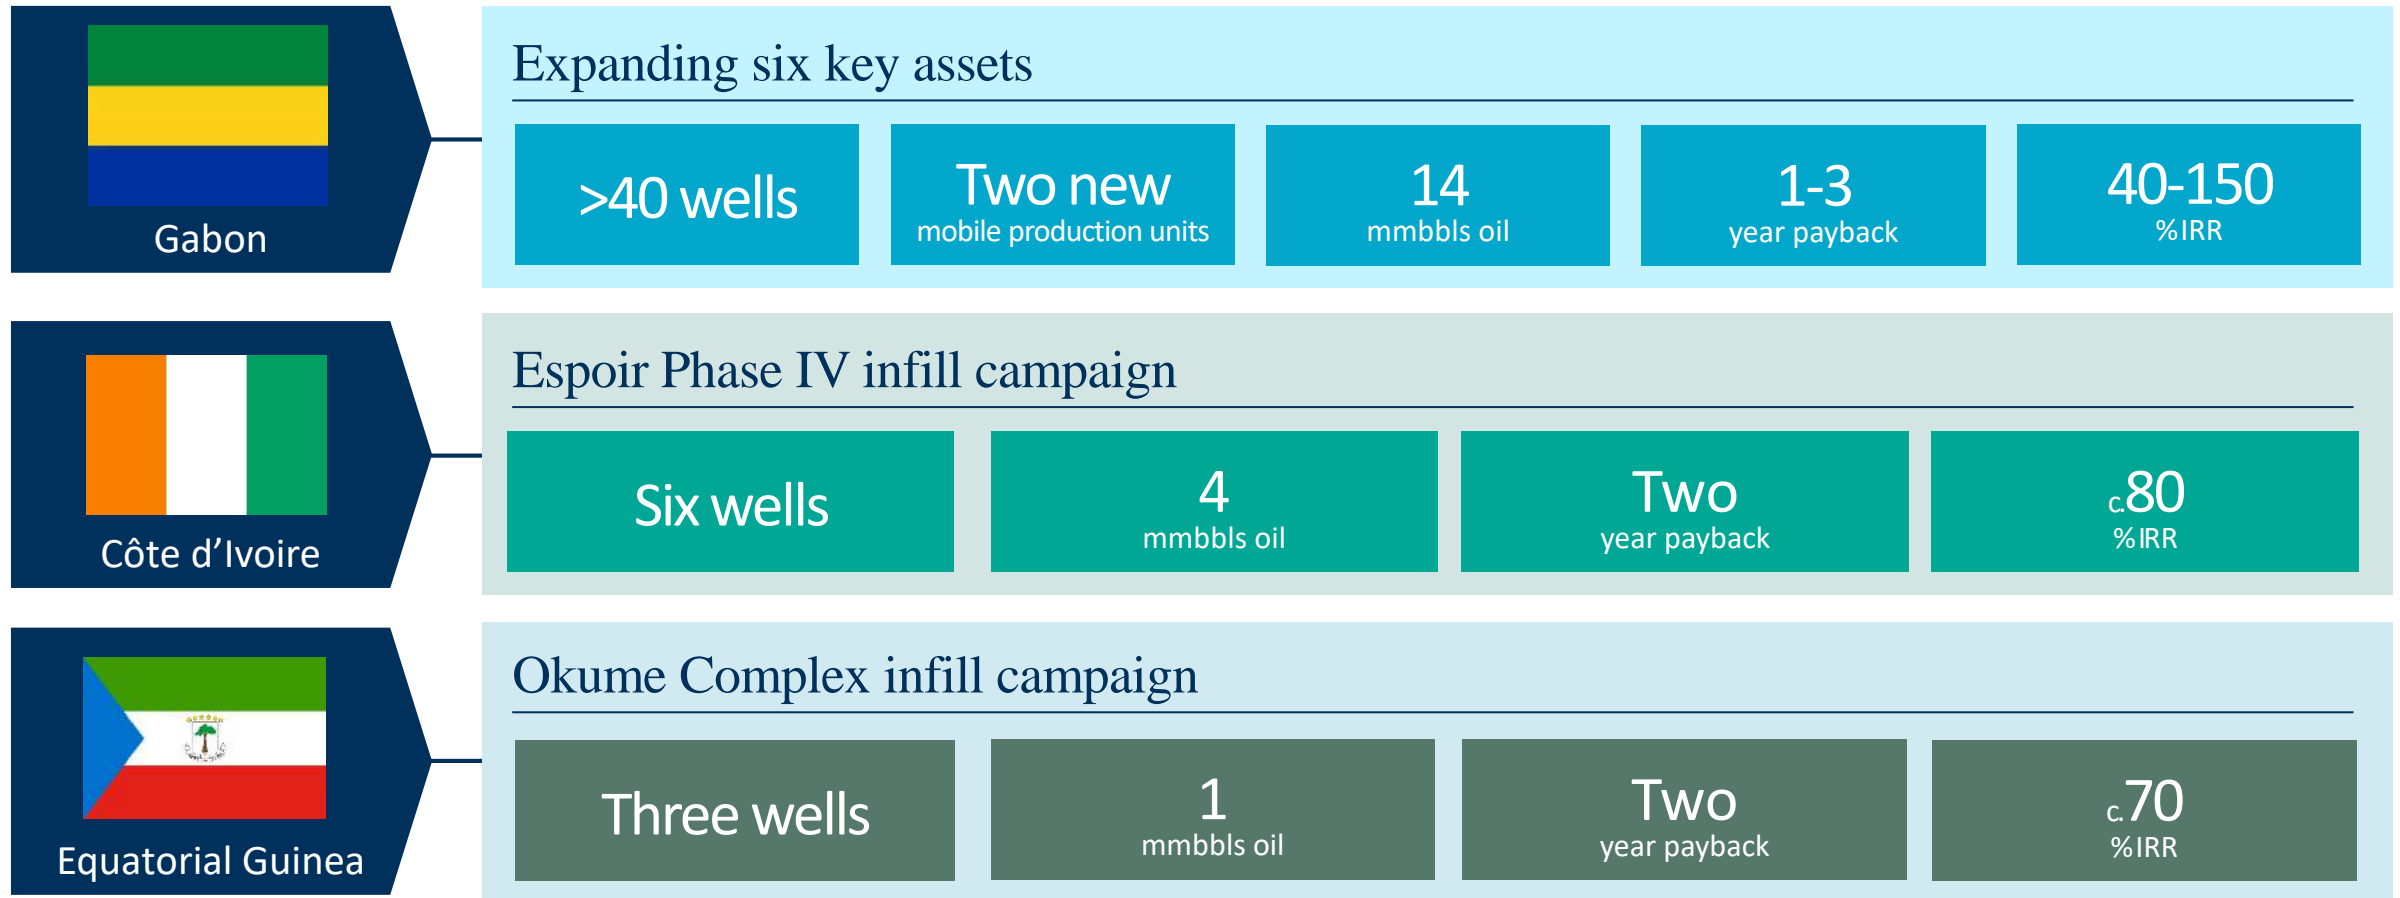 Gabon
Expanding six key assets
>40 wells
Two new
mobile production units
14
mmbbls oil
1-3
year payback
40-150
%IRR
Côte d’Ivoire
Espoir Phase IV infill campaign
Six wells
4
mmbbls oil
Two
year payback
c.80
%IRR
Equatorial Guinea
Okume Complex infill campaign
Three wells
1
mmbbls oil
Two
year payback
c.70
%IRR